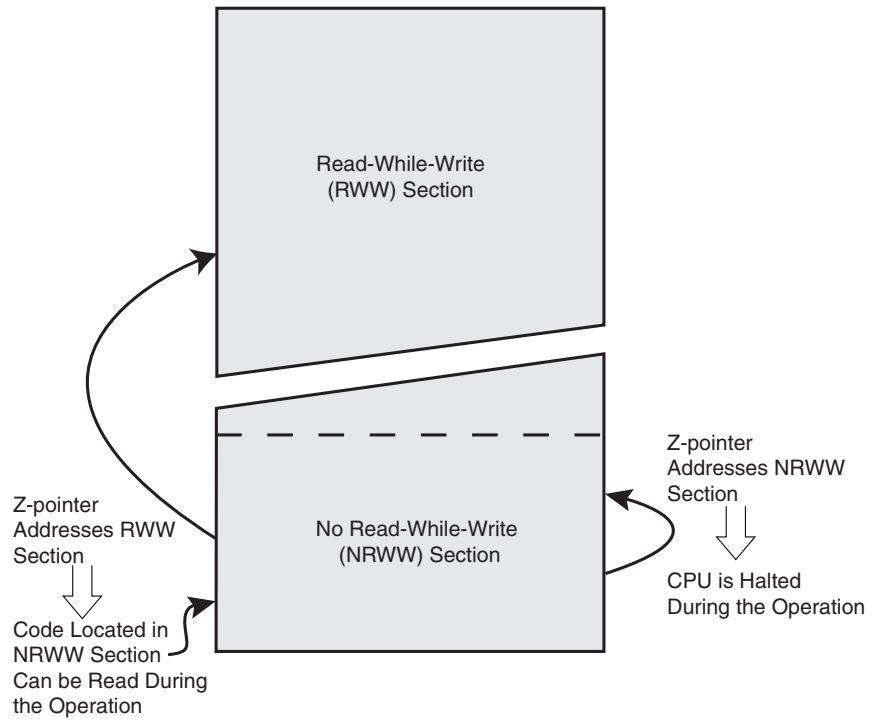 Read-While-Write
(RWW) Section
Z-pointer
Addresses NRWW
Section
Z-pointer
Addresses RWW
Section
No Read-While-Write
(NRWW) Section
CPU is Halted
During the Operation
Code Located in
NRWW Section
Can be Read During
the Operation